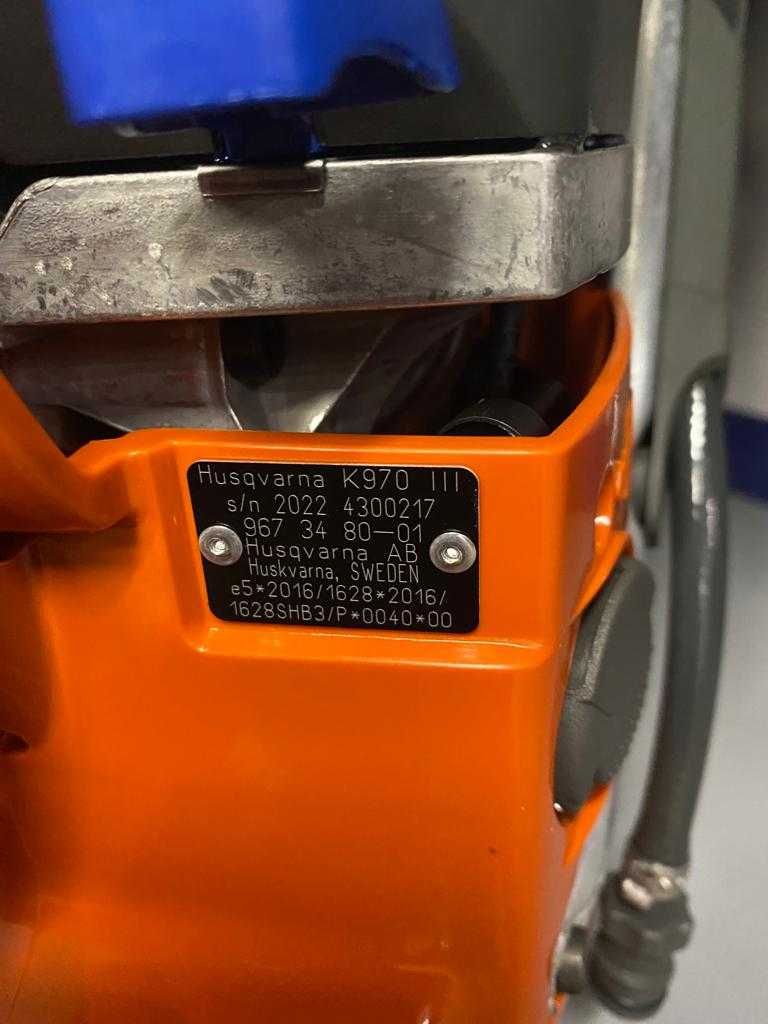 Husqvarna K970 III
s/n 2022 4300217
967 34 80-01
Husqvarna AB
Huskvarna, SWEDEN
e5*2016/1628*2016/
1628SHB3/P*0040*00